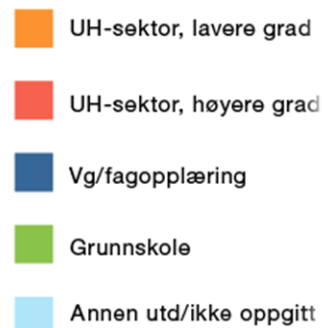 UH-sektor, lavere grad
UH-sektor, høyere grad
Vg/fagopplæring
Grunnskole
Annen utd/ikke oppgitt